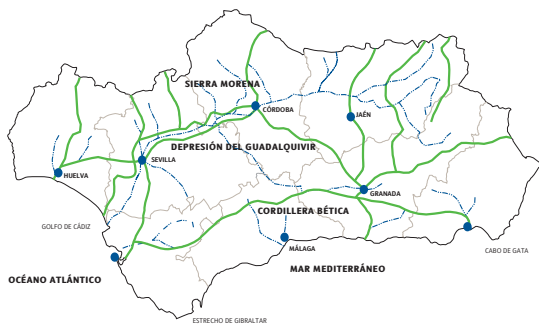 SIERRA MORENA
CÓRDOBA
JAÉN
DEPRESIÓN DEL GUADALQUIVIR
SEVILLA
HUELVA
GRANADA
CORDILLERA BÉTICA
GOLFO DE CÁDIZ
MÁLAGA
CABO DE GATA
MAR MEDITERRÁNEO
OCÉANO ATLÁNTICO
ESTRECHO DE GIBRALTAR